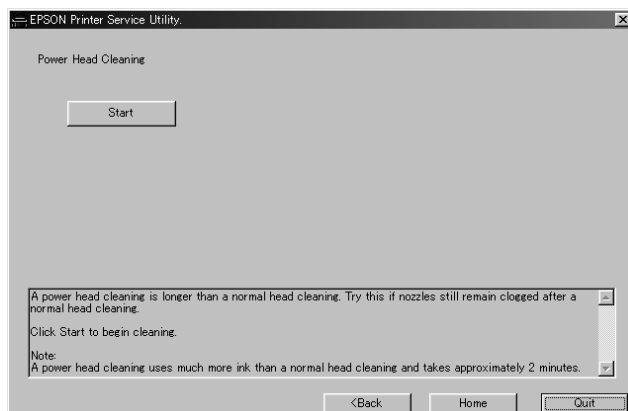 EPSON Printer Service Utility.
Power Head Cleaning
Start
A power head cleaning is longer than a normal head cleaning. Try this if nozzles still remain clogged after a
normal head cleaning.
Click Start to begin cleaning.
Note:
A power head cleaning uses much more ink than a normal head cleaning and takes approximately 2 minutes.
<Back Home Quit